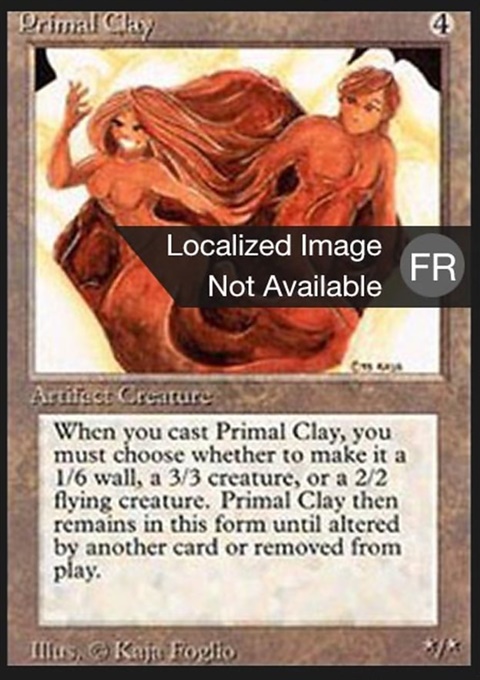 Primal Clay 4
Localized Image
Not Available
FR
Artifact Creature
When you cast Primal Clay, you
must choose whether to make it a
1/6 wall, a 3/3 creature, or a 2/2
flying creature. Primal Clay then
remains in this form until altered
by another card or removed from
play.
Illus. © Kaja Foglio */*